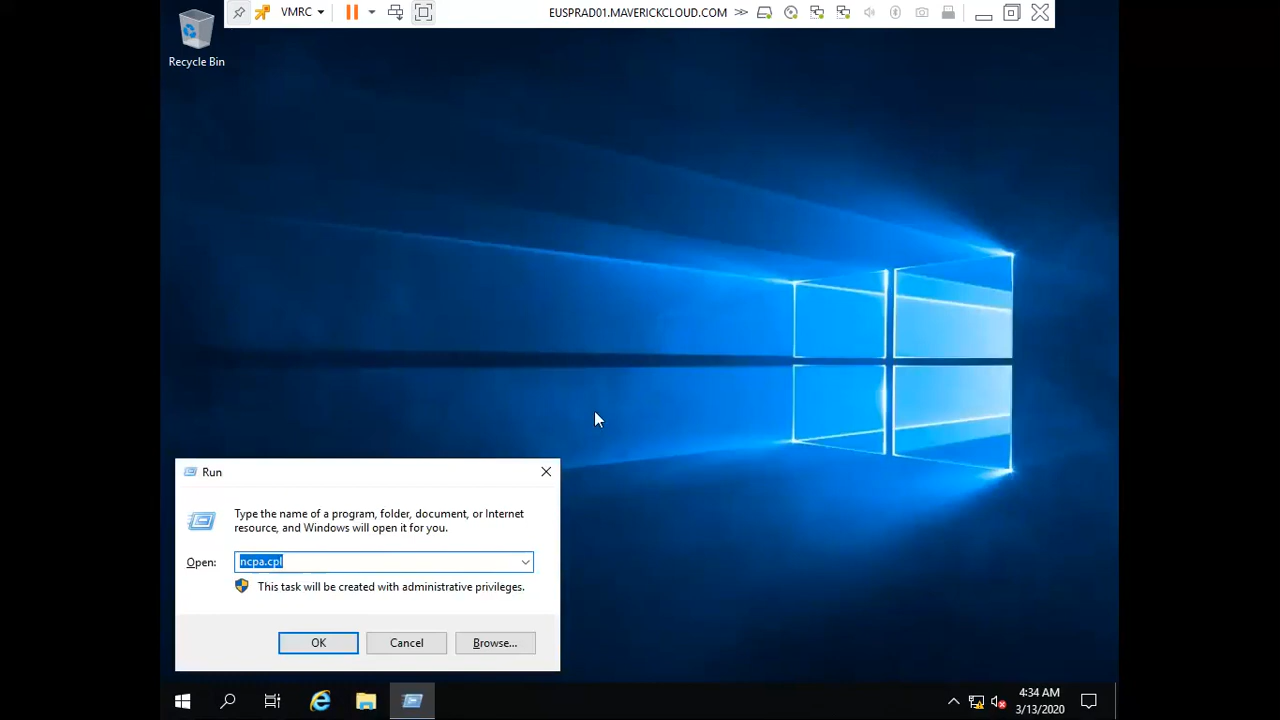 VMRC
EUSPRAD01.MAVERICKCLOUD.COM
Recycle Bin
Run
Type the name of a program, folder, document, or Internet
resource, and Windows will open it for you.
Open:
ncpa.cpl
This task will be created with administrative privileges.
OK
Cancel
Browse...
4:34 AM
3/13/2020